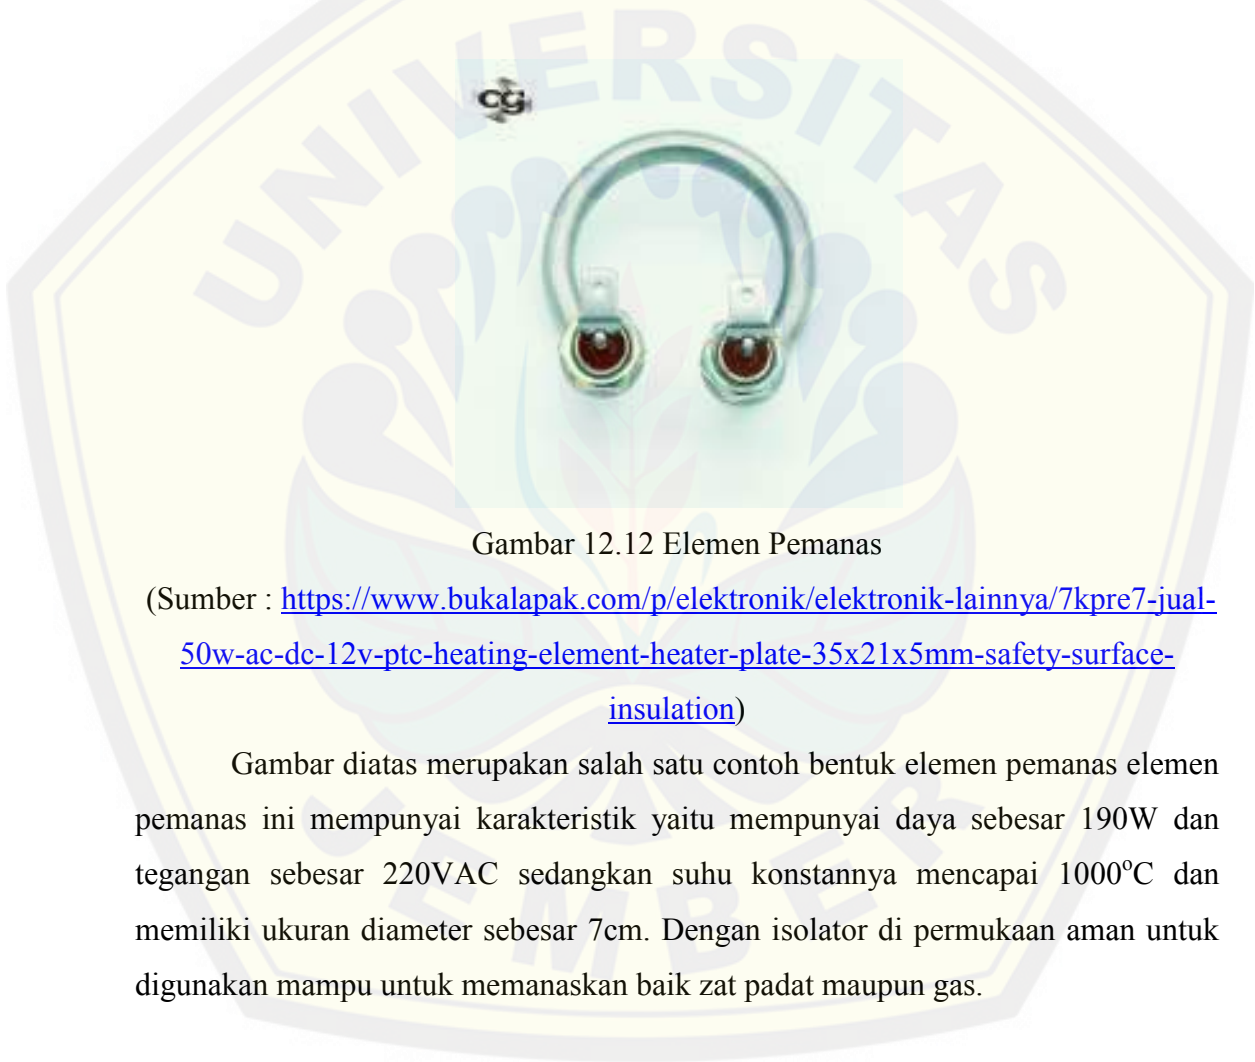 UNIVERSITAS
cg
Gambar 12.12 Elemen Pemanas
(Sumber : https://www.bukalapak.com/p/elektronik/elektronik-lainnya/7kpre7-jual-
50w-ac-dc-12v-ptc-heating-element-heater-plate-35x21x5mm-safety-surface-
insulation)
Gambar diatas merupakan salah satu contoh bentuk elemen pemanas elemen
pemanas ini mempunyai karakteristik yaitu mempunyai daya sebesar 190W dan
tegangan sebesar 220VAC sedangkan suhu konstannya mencapai 1000°C dan
memiliki ukuran diameter sebesar 7cm. Dengan isolator di permukaan aman untuk
digunakan mampu untuk memanaskan baik zat padat maupun gas.
JEMBER